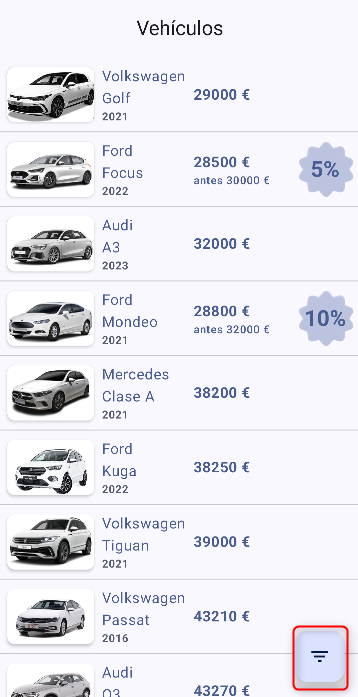 Vehículos
Volkswagen
Golf
29000 €
2021
Ford
Focus
28500 €
antes 30000 €
2022
5%
Audi
A3
32000 €
2023
Ford
Mondeo
28800 €
antes 32000 €
2021
10%
Mercedes
Clase A
38200 €
2021
Ford
Kuga
38250 €
2022
Volkswagen
Tiguan
39000 €
2021
Volkswagen
Passat
43210 €
2016
Audi
Q3
43270 €